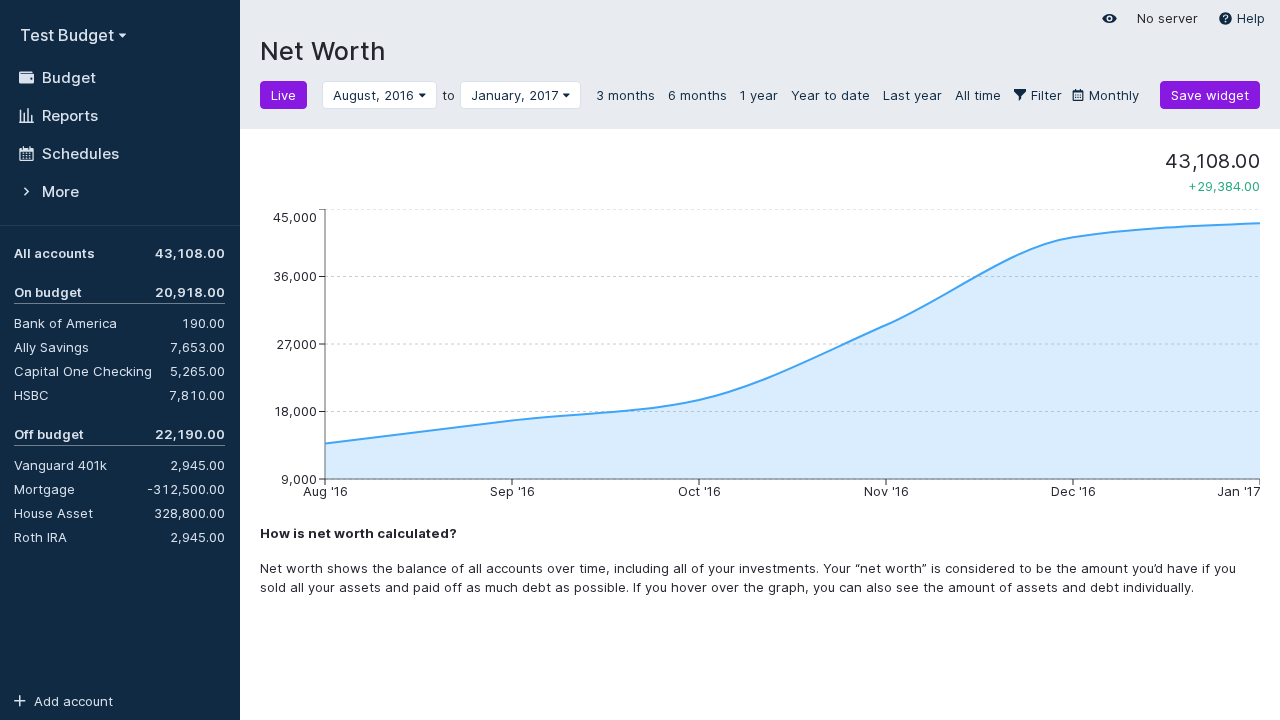 Test Budget
Budget
Reports
Schedules
More
All accounts 43,108.00
On budget 20,918.00
Bank of America 190.00
Ally Savings 7,653.00
Capital One Checking 5,265.00
HSBC 7,810.00
Off budget 22,190.00
Vanguard 401k 2,945.00
Mortgage -312,500.00
House Asset 328,800.00
Roth IRA 2,945.00
Add account
No server Help
Net Worth
Live August, 2016 to January, 2017 3 months 6 months 1 year Year to date Last year All time Filter Monthly Save widget
43,108.00
+29,384.00
45,000
36,000
27,000
18,000
9,000
Aug '16 Sep '16 Oct '16 Nov '16 Dec '16 Jan '17
How is net worth calculated?
Net worth shows the balance of all accounts over time, including all of your investments. Your “net worth” is considered to be the amount you’d have if you
sold all your assets and paid off as much debt as possible. If you hover over the graph, you can also see the amount of assets and debt individually.